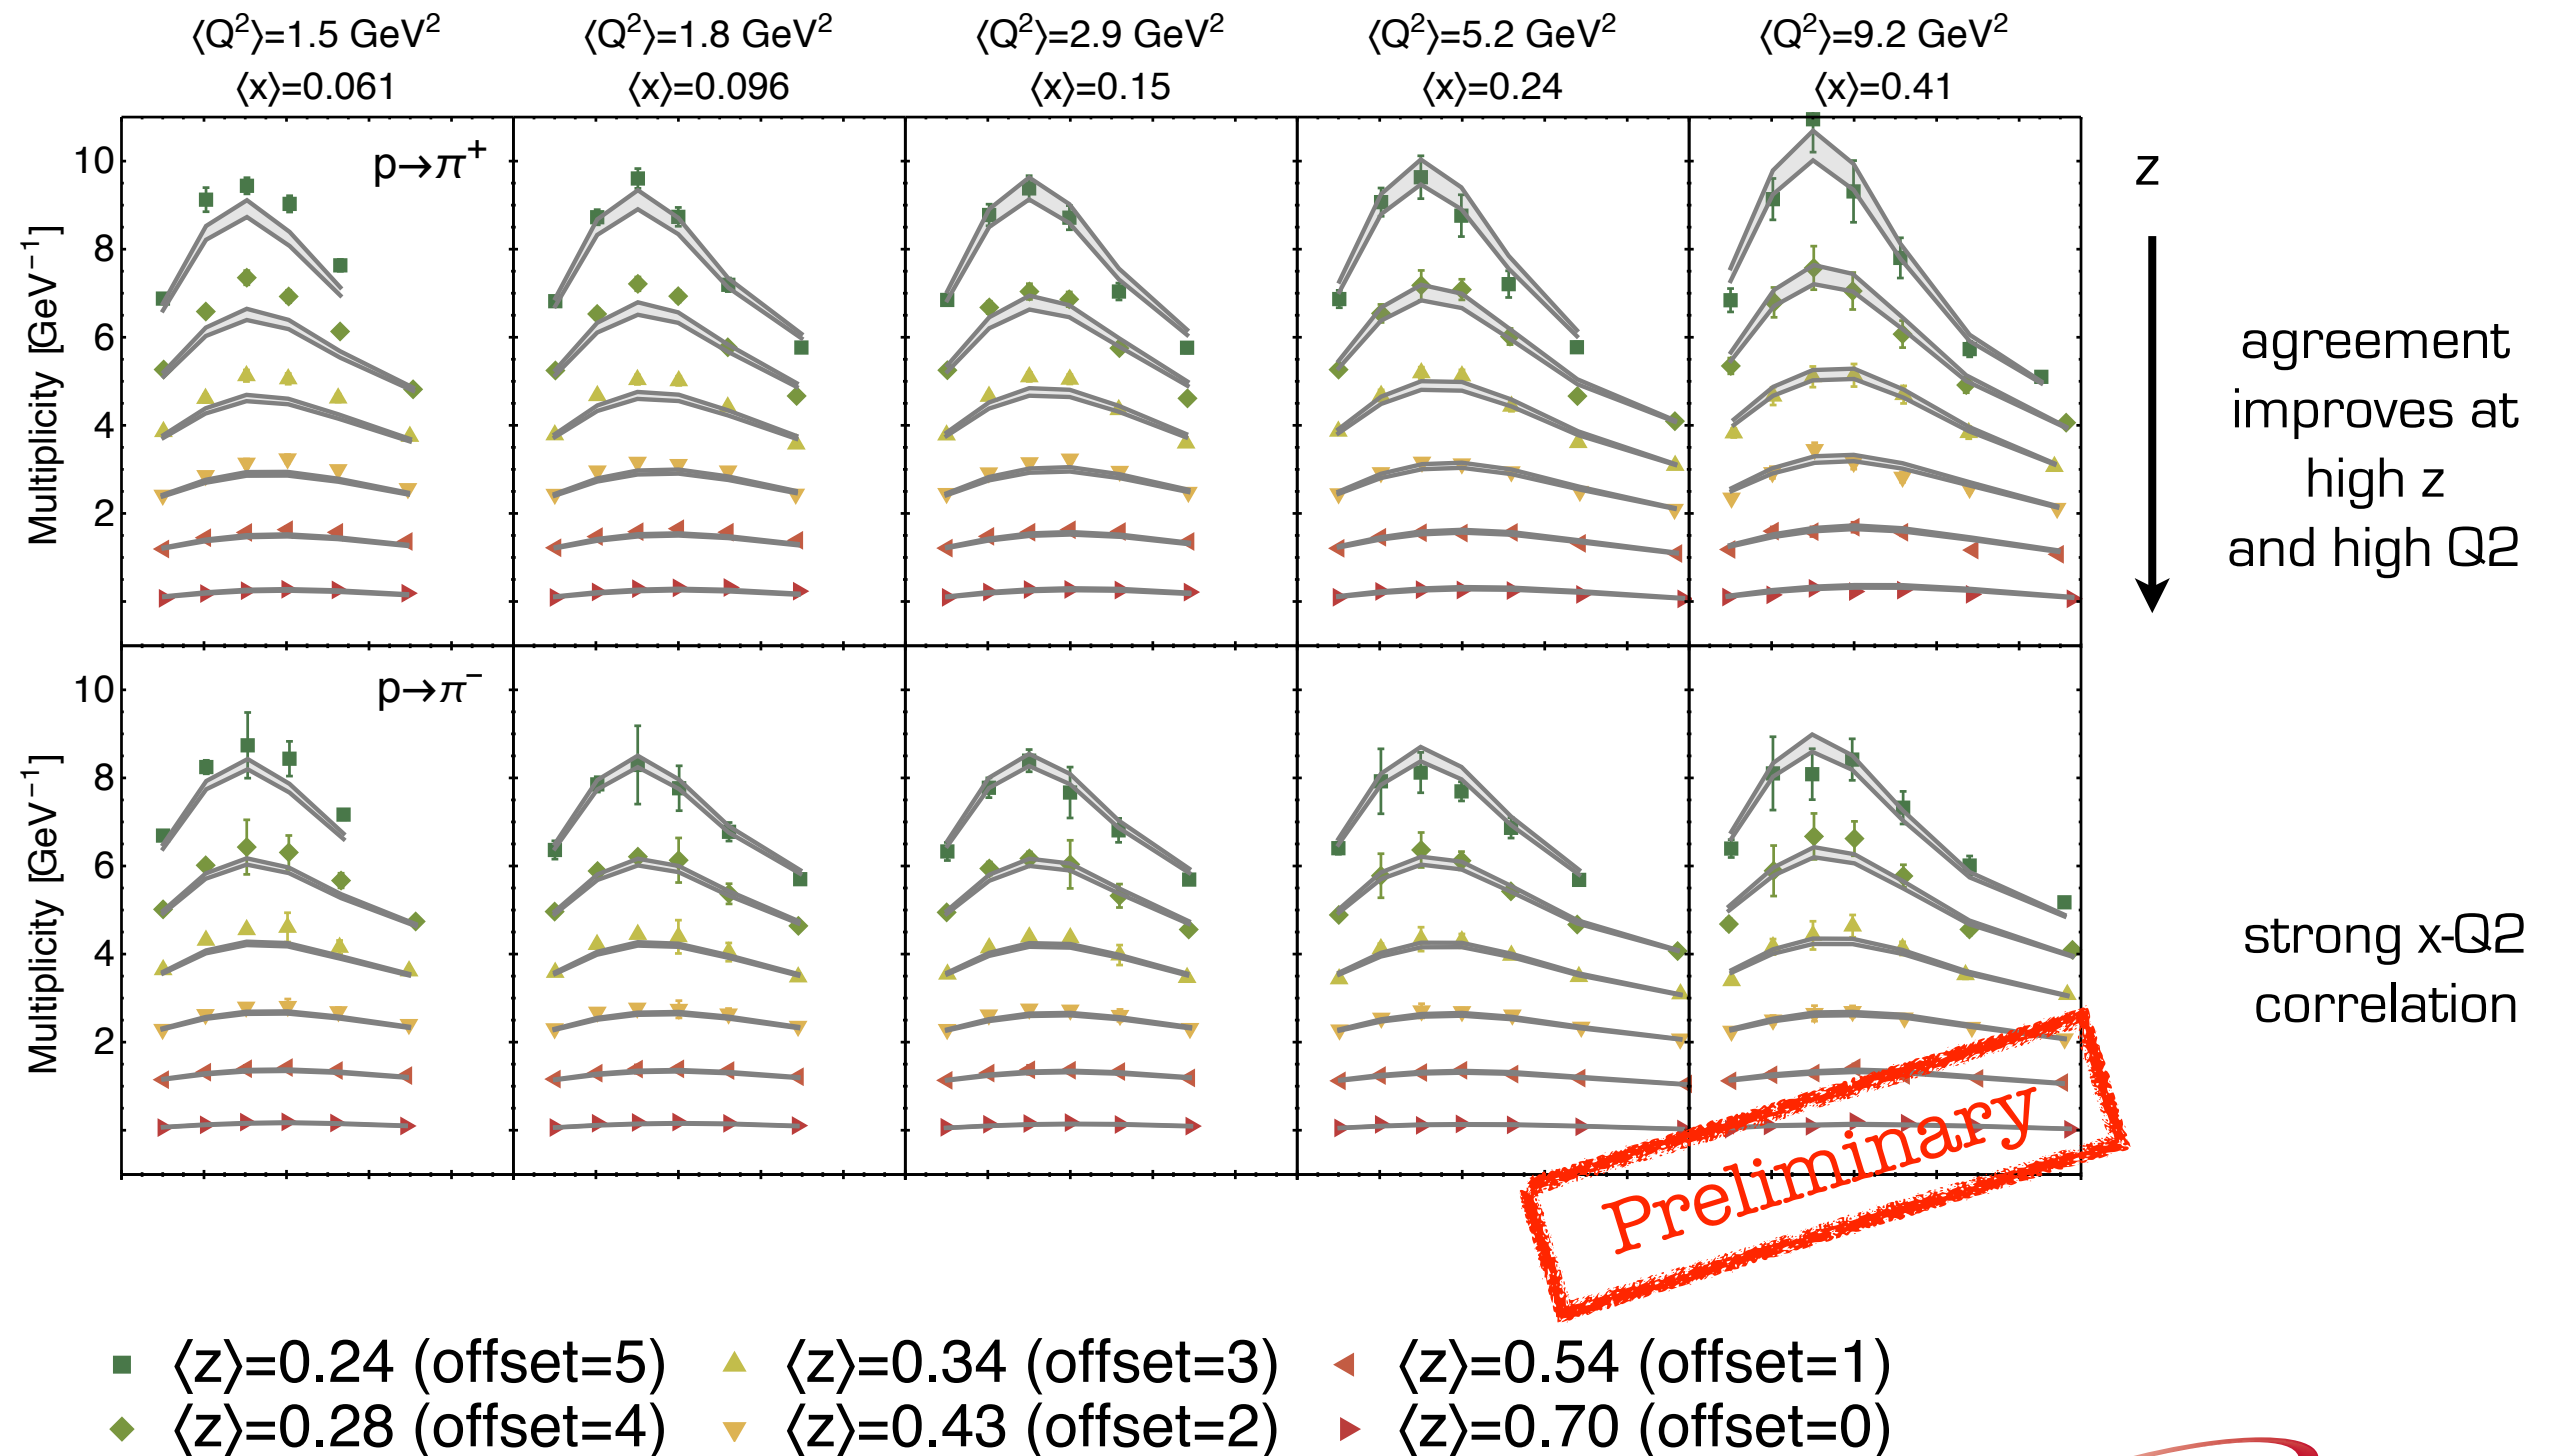 ⟨Q²⟩=1.5 GeV² ⟨Q²⟩=1.8 GeV² ⟨Q²⟩=2.9 GeV² ⟨Q²⟩=5.2 GeV² ⟨Q²⟩=9.2 GeV²
⟨x⟩=0.061 ⟨x⟩=0.096 ⟨x⟩=0.15 ⟨x⟩=0.24 ⟨x⟩=0.41
Multiplicity [GeV⁻¹]
10
8
6
4
2
p→π⁺
z
agreement
improves at
high z
and high Q2
Multiplicity [GeV⁻¹]
10
8
6
4
2
p→π⁻
strong x-Q2
correlation
Preliminary
⟨z⟩=0.24 (offset=5) ⟨z⟩=0.34 (offset=3) ⟨z⟩=0.54 (offset=1)
⟨z⟩=0.28 (offset=4) ⟨z⟩=0.43 (offset=2) ⟨z⟩=0.70 (offset=0)